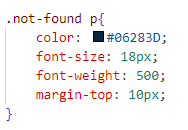 .not-found p{
    color: #06283D;
    font-size: 18px;
    font-weight: 500;
    margin-top: 10px;
}